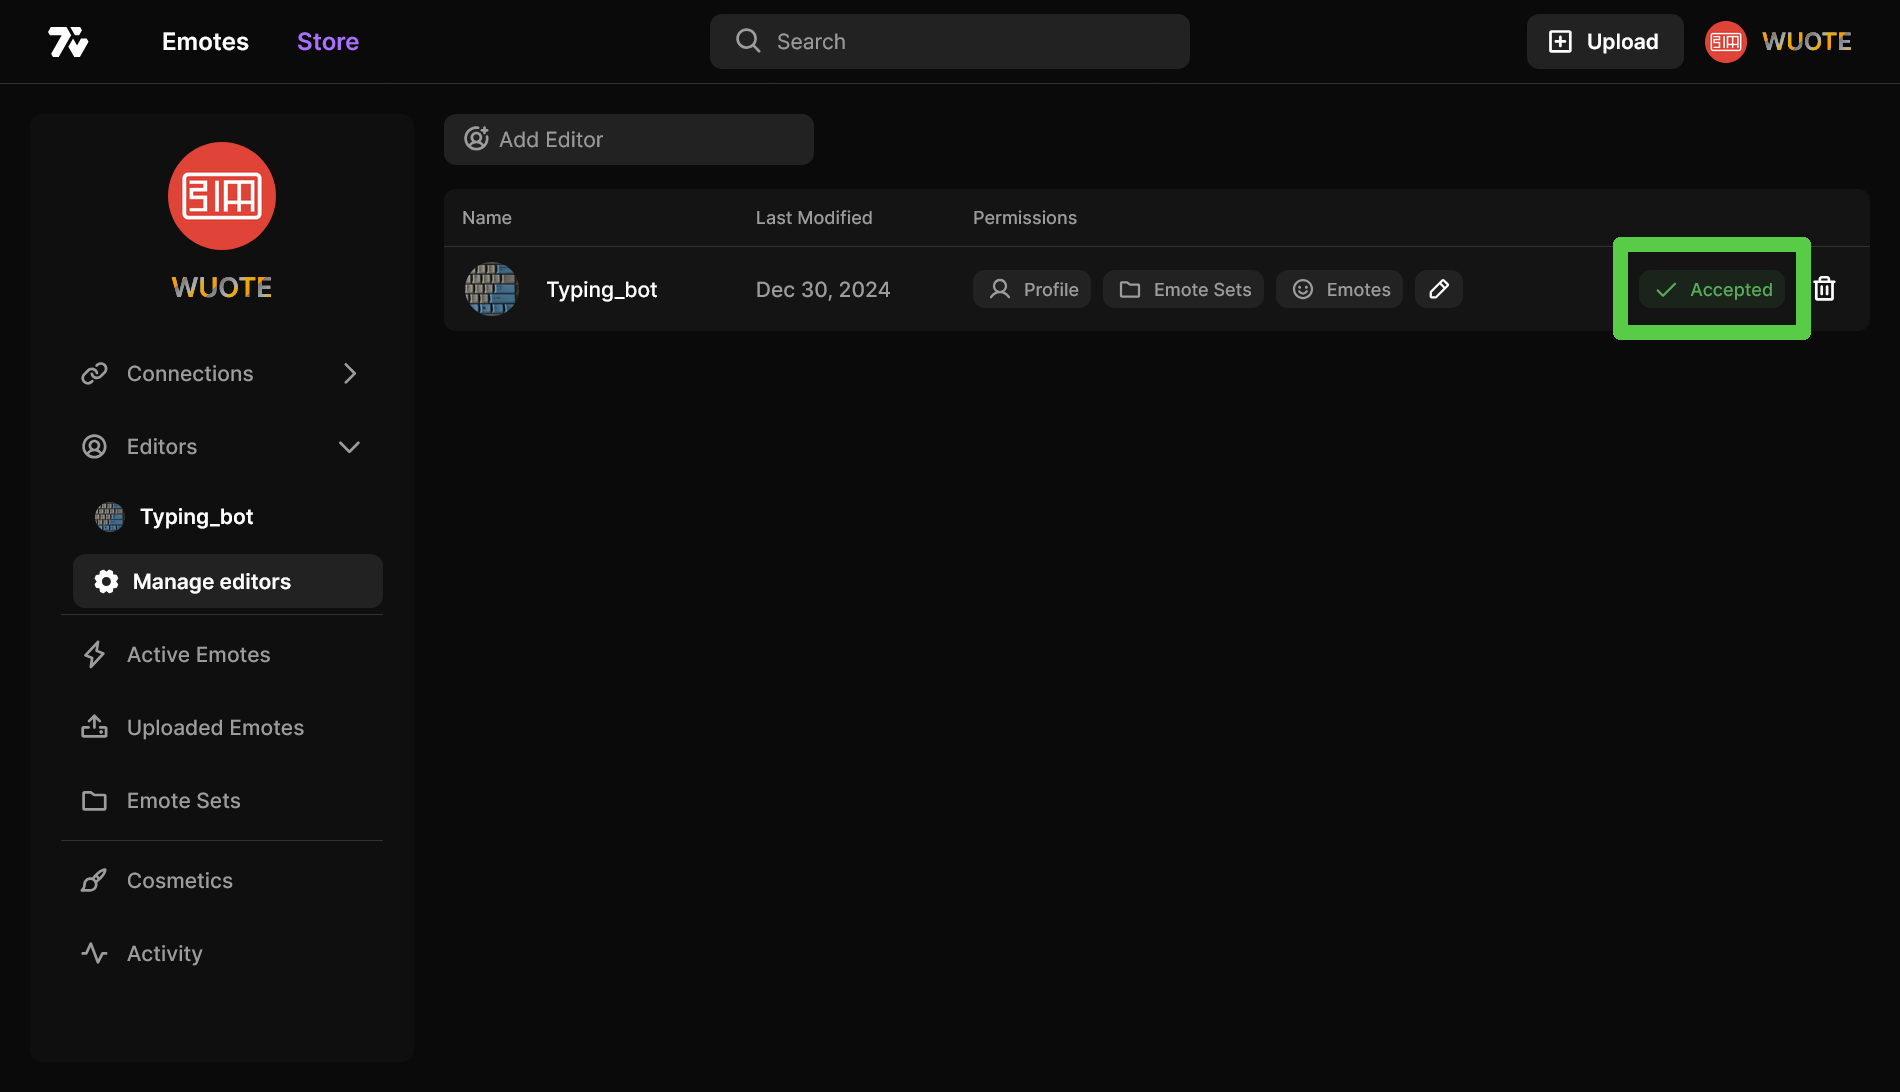 Emotes
Store
Search
Upload
WUOTE
WUOTE
Connections
Editors
Typing_bot
Manage editors
Active Emotes
Uploaded Emotes
Emote Sets
Cosmetics
Activity
Add Editor
Name Last Modified Permissions
Typing_bot Dec 30, 2024 Profile Emote Sets Emotes Accepted